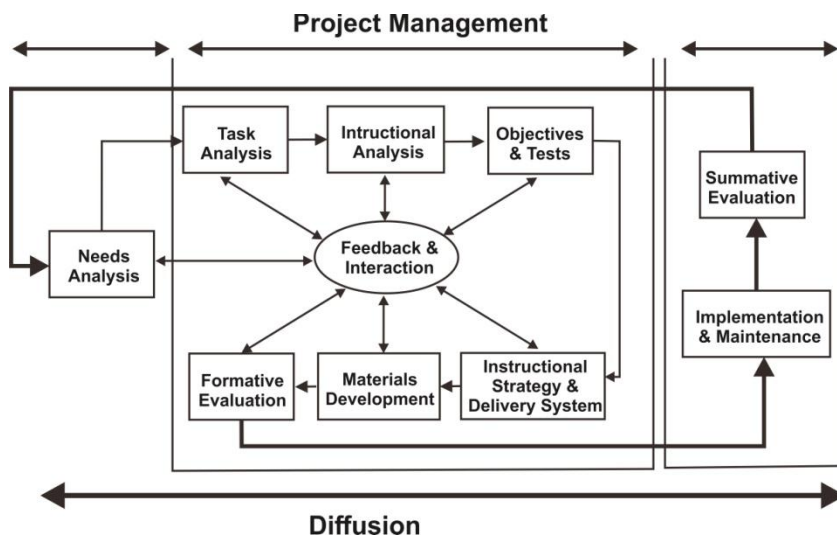 Project Management
Task
Analysis
Intructional
Analysis
Objectives
& Tests
Summative
Evaluation
Needs
Analysis
Feedback &
Interaction
Implementation
& Maintenance
Formative
Evaluation
Materials
Development
Instructional
Strategy &
Delivery System
Diffusion